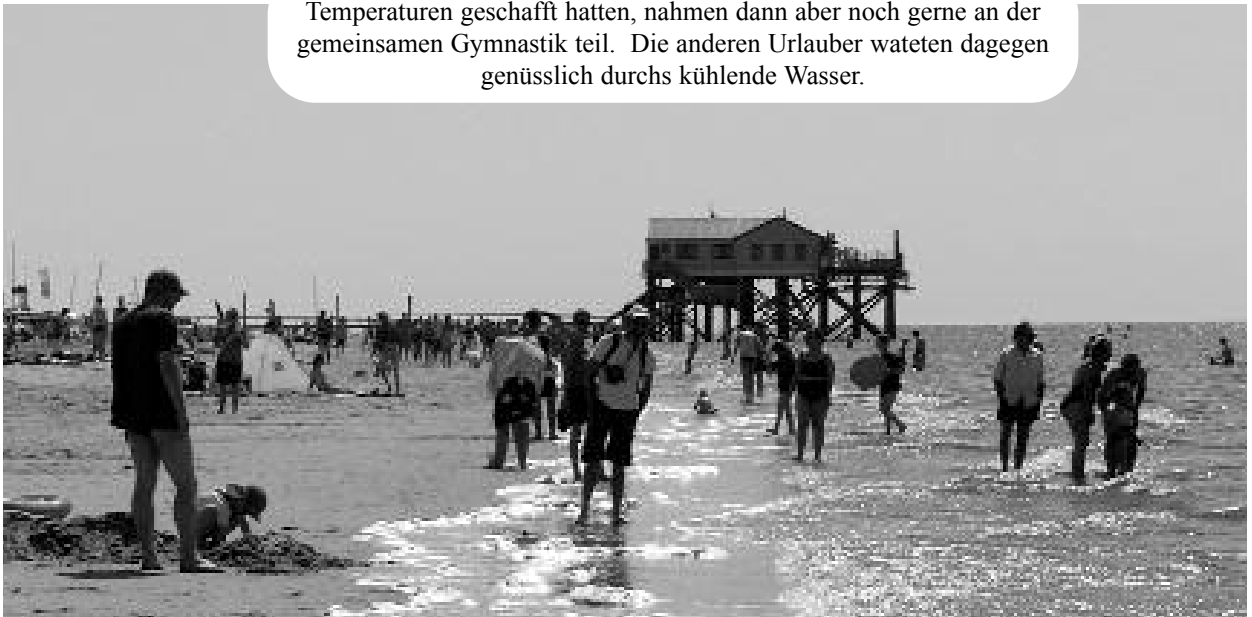 Temperaturen geschafft hatten, nahmen dann aber noch gerne an der
gemeinsamen Gymnastik teil.  Die anderen Urlauber wateten dagegen
genüsslich durchs kühlende Wasser.